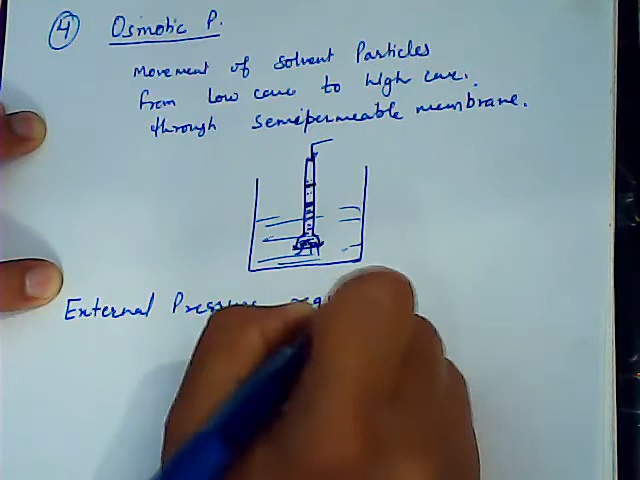 4 Osmotic P.
Movement of solvent Particles
from low conc to high conc.
through semipermeable membrane.
External Pressure